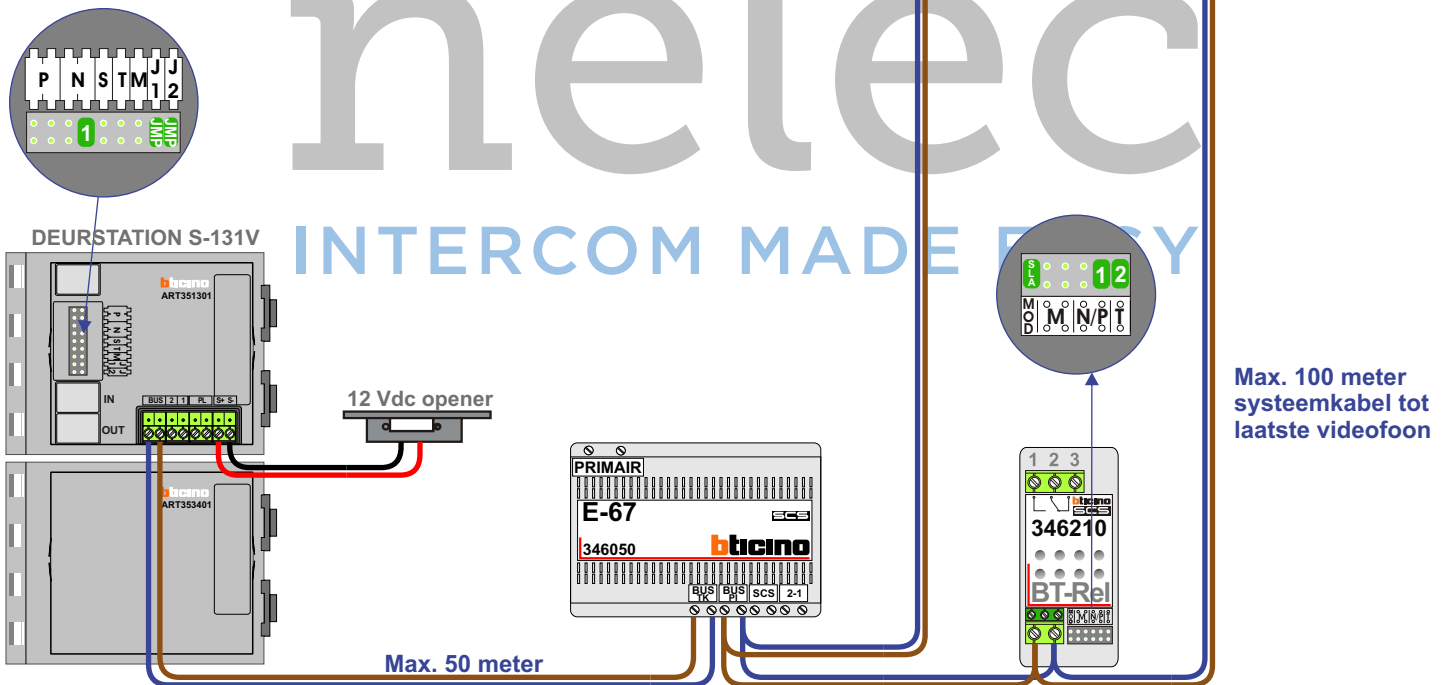 nelec
INTERCOM MADE E SY
P N S T M J1 J2
1 JMP JMP
DEURSTATION S-131V
bticino
ART351301
P N S T M J1 J2
IN
OUT
BUS 2 1 PL S+ S-
bticino
ART353401
12 Vdc opener
Max. 50 meter
PRIMAIR
E-67
SCS
346050
bticino
BUS TK
BUS PI
SCS
2-1
SLA 1 2
MOD M N/P T
1 2 3
bticino
SCS
346210
BT-Rel
MOD M N/P T
Max. 100 meter
systeemkabel tot
laatste videofoon